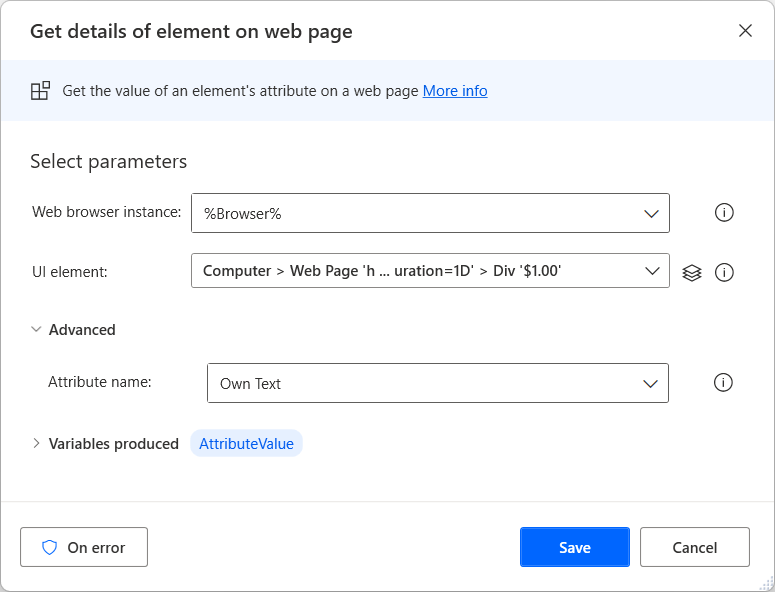 Get details of element on web page
Get the value of an element's attribute on a web page More info
Select parameters
Web browser instance: %Browser%
UI element: Computer > Web Page 'h ... uration=1D' > Div '$1.00'
Advanced
Attribute name: Own Text
Variables produced AttributeValue
On error Save Cancel